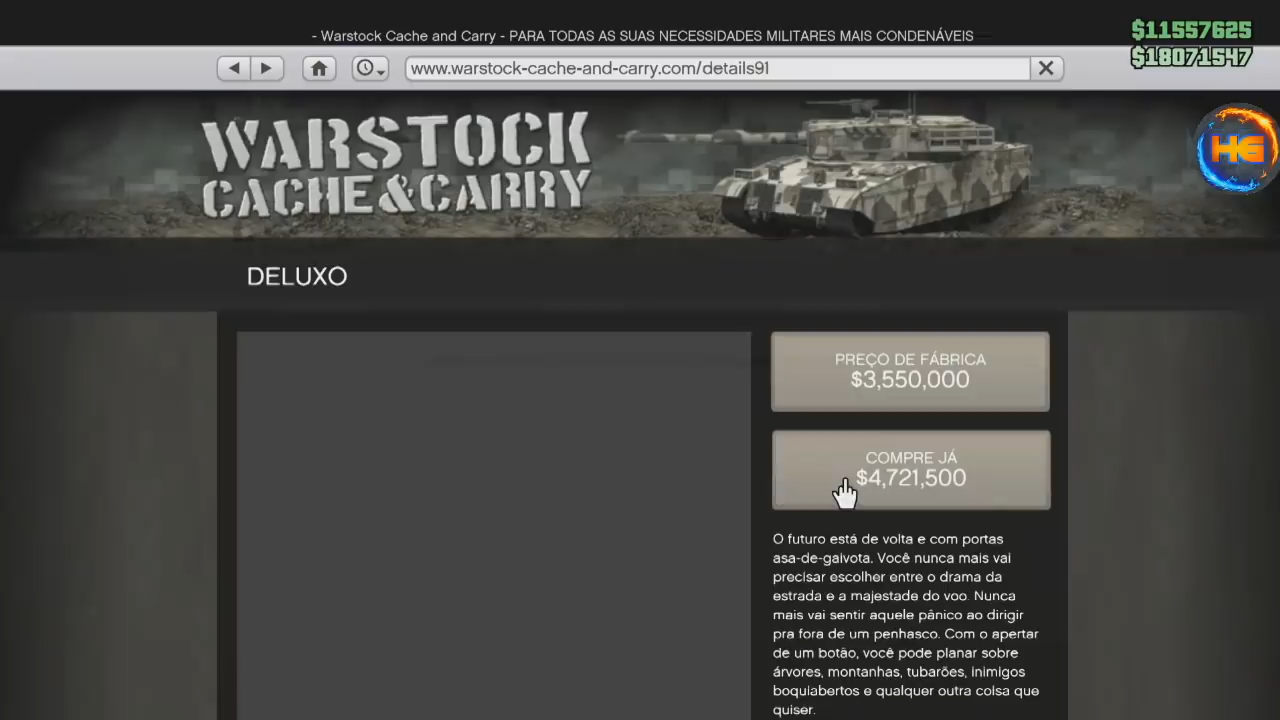 - Warstock Cache and Carry - PARA TODAS AS SUAS NECESSIDADES MILITARES MAIS CONDENÁVEIS
$11557625
$18071547
www.warstock-cache-and-carry.com/details91
WARSTOCK
CACHE&CARRY
HG
DELUXO
PREÇO DE FÁBRICA
$3,550,000
COMPRE JÁ
$4,721,500
O futuro está de volta e com portas
asa-de-gaivota. Você nunca mais vai
precisar escolher entre o drama da
estrada e a majestade do voo. Nunca
mais vai sentir aquele pânico ao dirigir
pra fora de um penhasco. Com o apertar
de um botão, você pode planar sobre
árvores, montanhas, tubarões, inimigos
boquiabertos e qualquer outra coisa que
quiser.